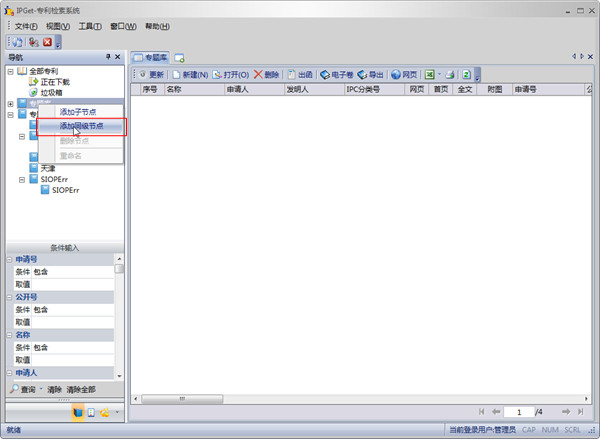 IPGet-专利检索系统
文件(F) 视图(V) 工具(T) 窗口(W) 帮助(H)
导航
全部专利
正在下载
垃圾箱
专题库
专
添加子节点
添加同级节点
删除节点
重命名
天津
SIOPErr
SIOPErr
条件输入
申请号
条件 包含
取值
公开号
条件 包含
取值
名称
条件 包含
取值
申请人
查询 清除 清除全部
专题库
更新 新建(N) 打开(O) 删除 出函 电子卷 导出 网页
序号 名称 申请人 发明人 IPC分类号 网页 首页 全文 附图 申请号 公
1 /4
就绪
当前登录用户:管理员 CAP NUM SCRL